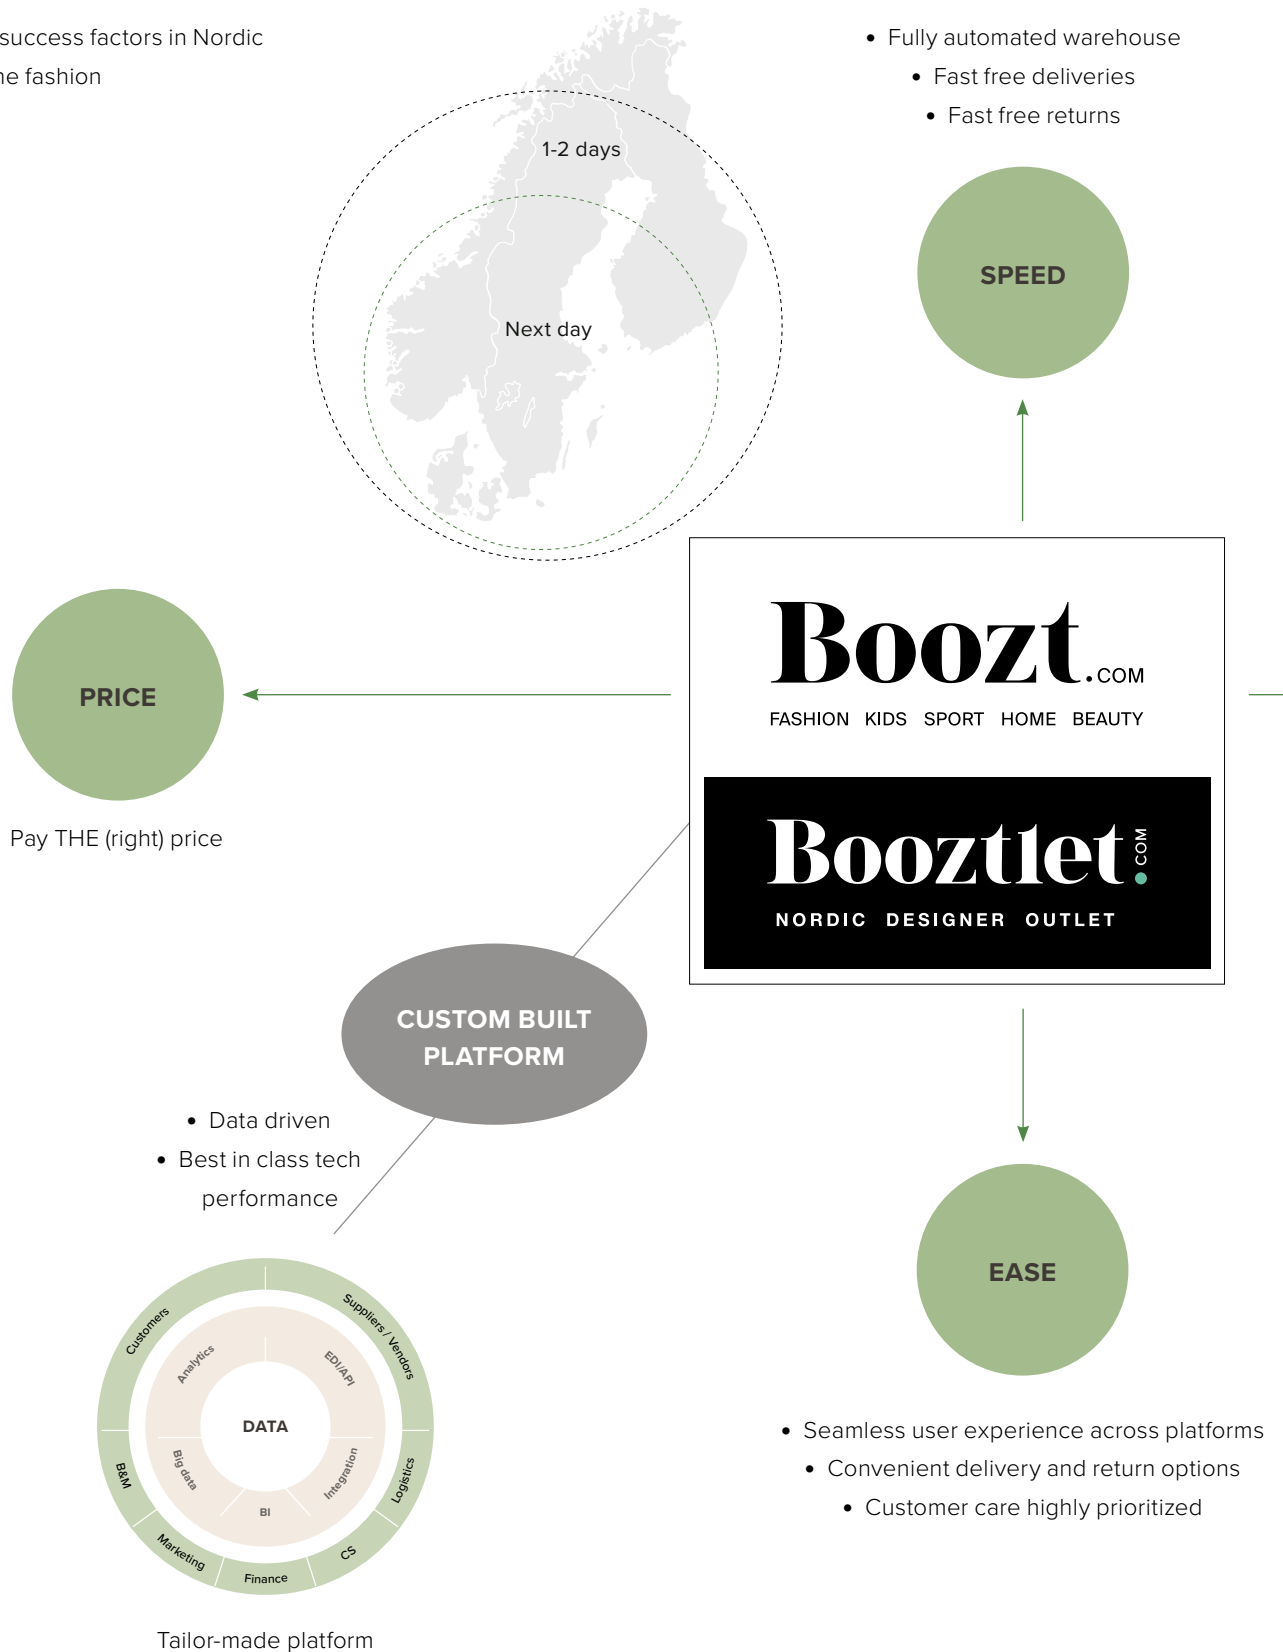 success factors in Nordic
ne fashion
1-2 days
Next day
• Fully automated warehouse
• Fast free deliveries
• Fast free returns
SPEED
PRICE
Pay THE (right) price
Boozt.COM
FASHION KIDS SPORT HOME BEAUTY
Booztlet.COM
NORDIC DESIGNER OUTLET
CUSTOM BUILT
PLATFORM
• Data driven
• Best in class tech
performance
Customers
Suppliers / Vendors
Analytics
EDI/API
DATA
Big data
Integration
BI
B&M
Logistics
Marketing
CS
Finance
Tailor-made platform
EASE
• Seamless user experience across platforms
• Convenient delivery and return options
• Customer care highly prioritized